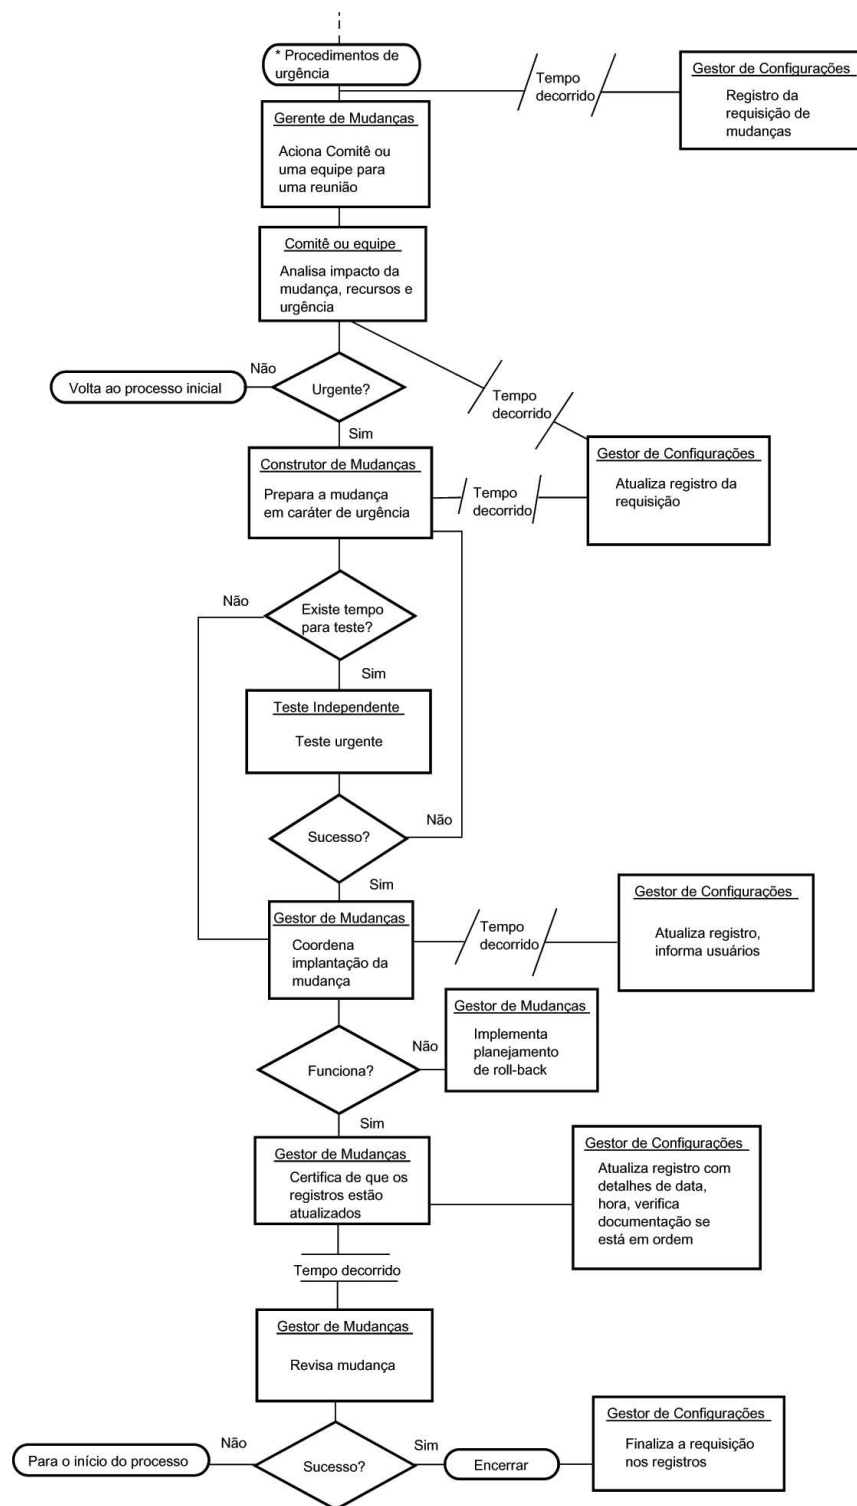 * Procedimentos de
urgência
Tempo
decorrido
Gestor de Configurações
Registro da
requisição de
mudanças
Gerente de Mudanças
Aciona Comitê ou
uma equipe para
uma reunião
Comitê ou equipe
Analisa impacto da
mudança, recursos e
urgência
Não
Volta ao processo inicial
Urgente?
Tempo
decorrido
Sim
Construtor de Mudanças
Prepara a mudança
em caráter de urgência
Tempo
decorrido
Gestor de Configurações
Atualiza registro da
requisição
Não
Existe tempo
para teste?
Sim
Teste Independente
Teste urgente
Sucesso?
Não
Sim
Gestor de Mudanças
Coordena
implantação da
mudança
Tempo
decorrido
Gestor de Configurações
Atualiza registro,
informa usuários
Funciona?
Não
Gestor de Mudanças
Implementa
planejamento
de roll-back
Sim
Gestor de Mudanças
Certifica de que os
registros estão
atualizados
Gestor de Configurações
Atualiza registro com
detalhes de data,
hora, verifica
documentação se
está em ordem
Tempo decorrido
Gestor de Mudanças
Revisa mudança
Para o início do processo
Não
Sucesso?
Sim
Encerrar
Gestor de Configurações
Finaliza a requisição
nos registros